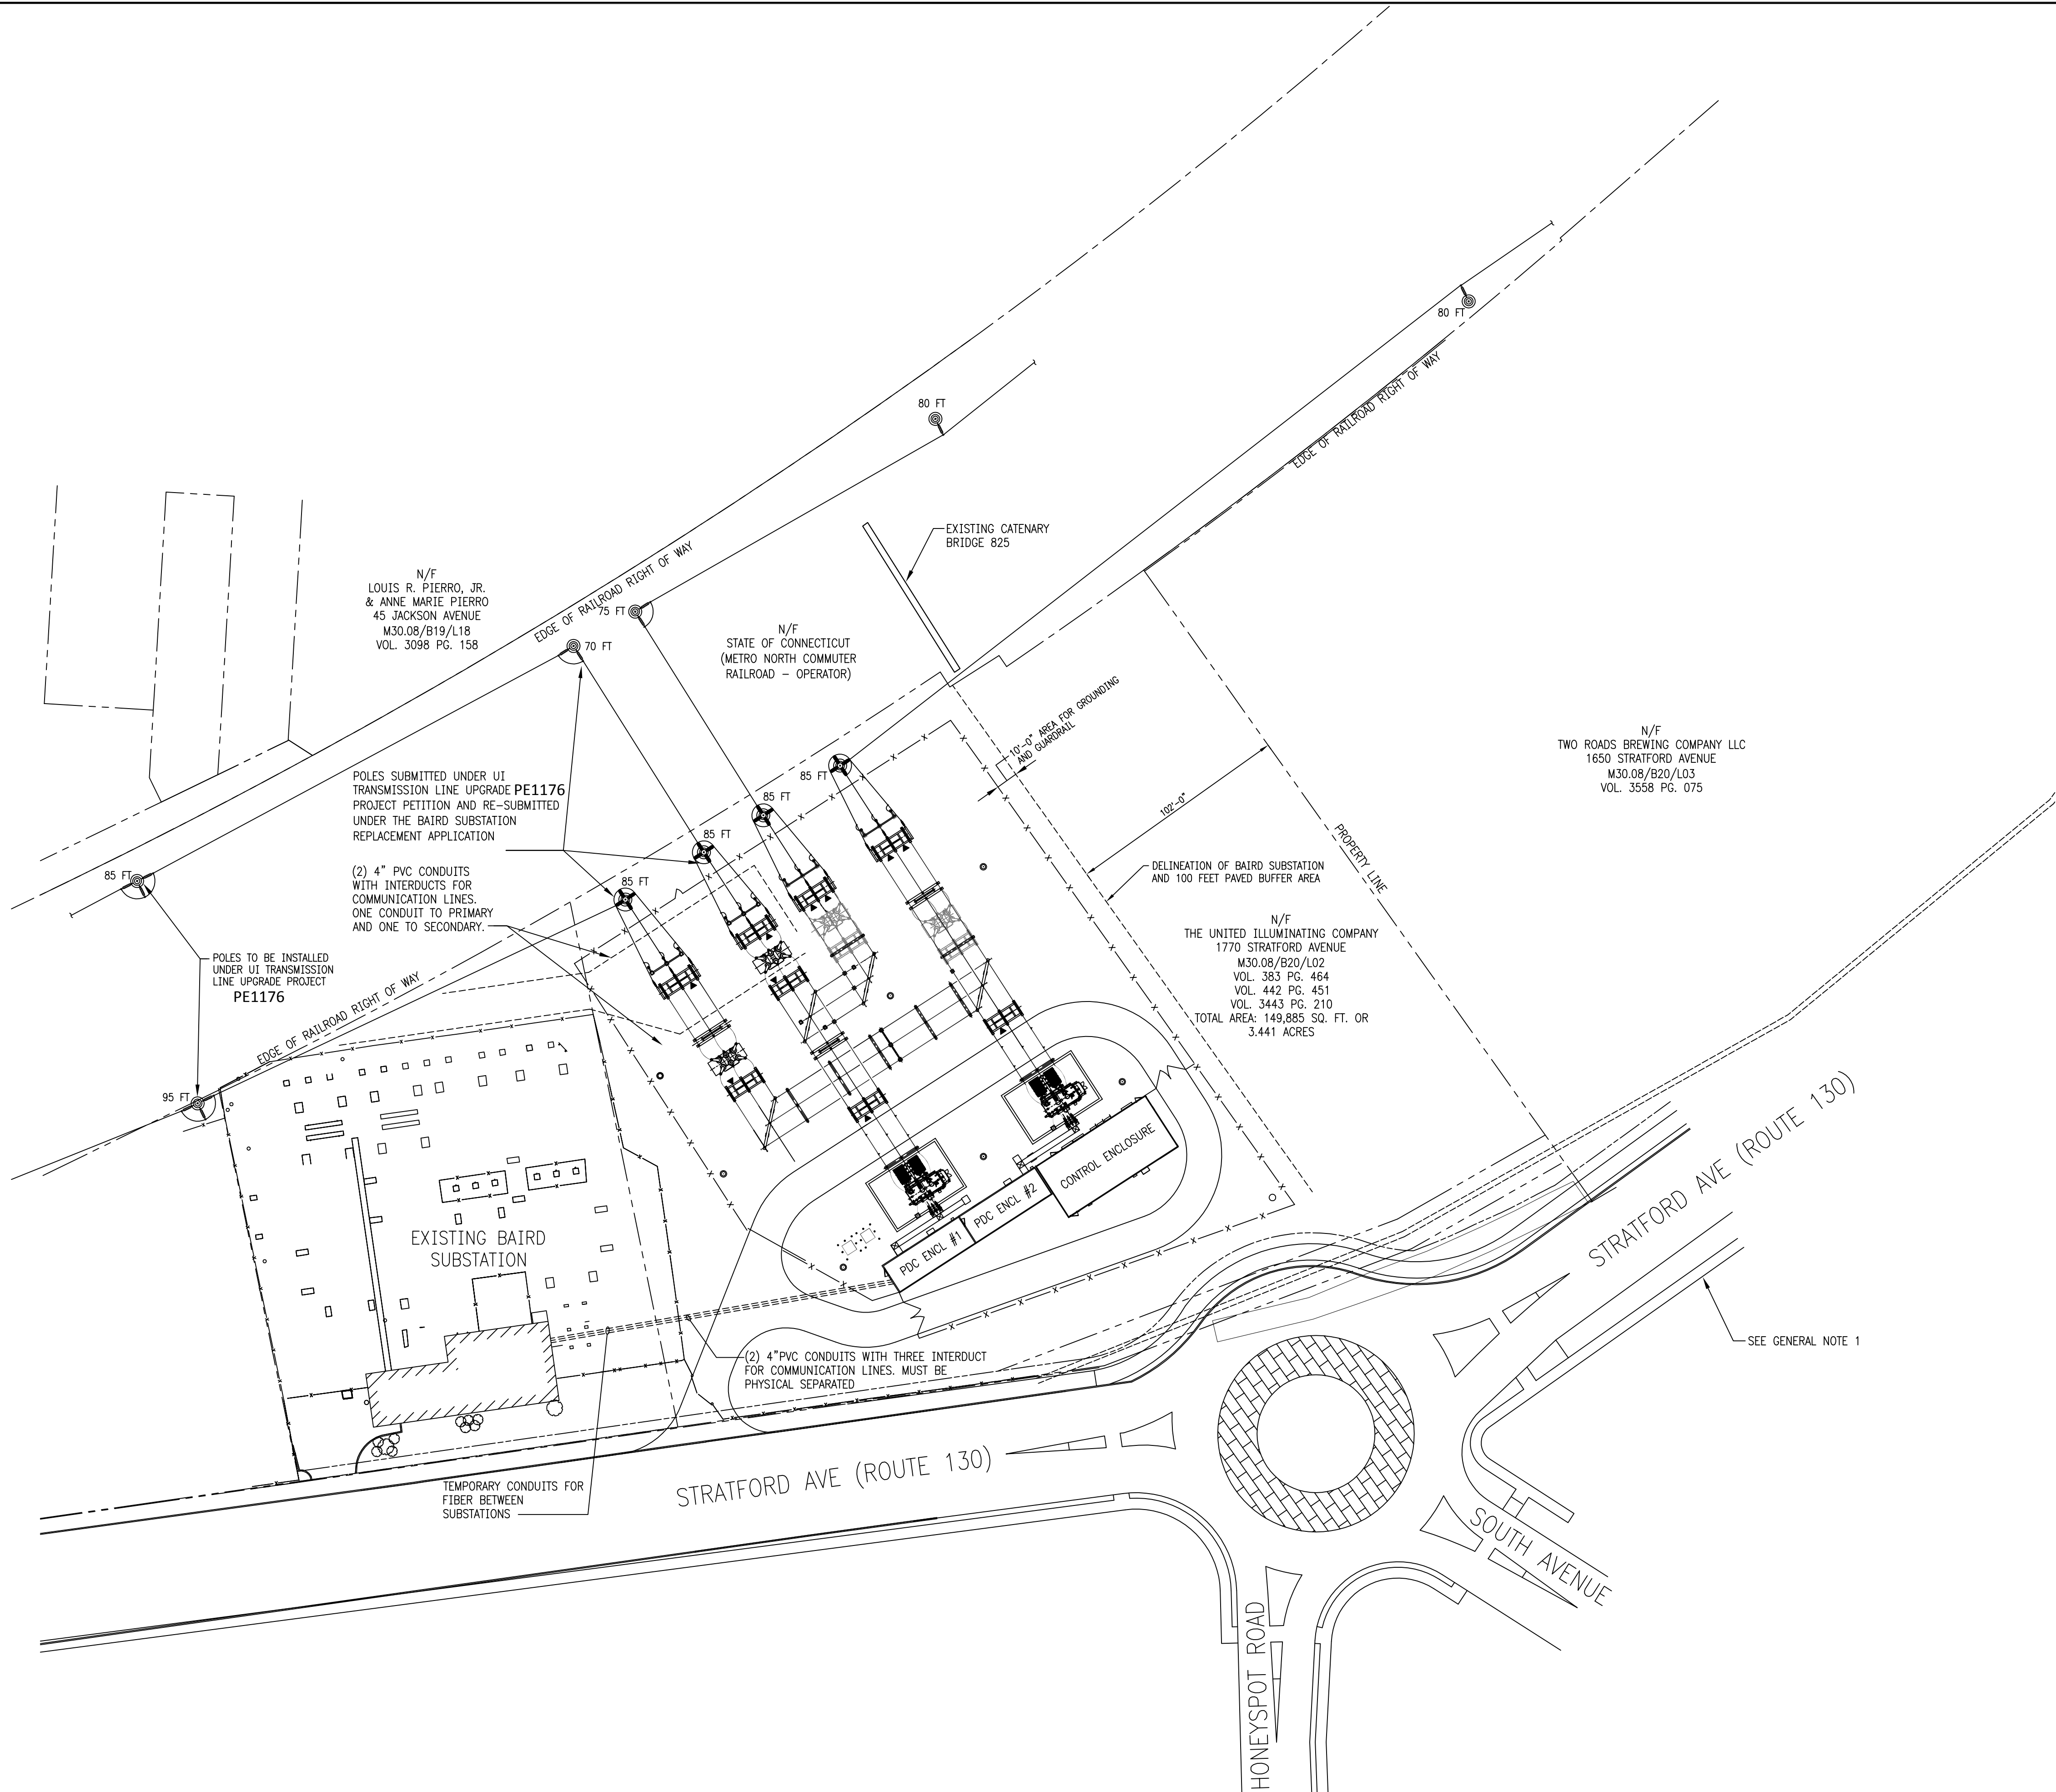 80 FT
80 FT
EDGE OF RAILROAD RIGHT OF WAY
EXISTING CATENARY
BRIDGE 825
N/F
LOUIS R. PIERRO, JR.
& ANNE MARIE PIERRO
45 JACKSON AVENUE
M30.08/B19/L18
VOL. 3098 PG. 158
EDGE OF RAILROAD RIGHT OF WAY
75 FT
70 FT
N/F
STATE OF CONNECTICUT
(METRO NORTH COMMUTER
RAILROAD - OPERATOR)
10'-0" AREA FOR GROUNDING
AND GUARDRAIL
N/F
TWO ROADS BREWING COMPANY LLC
1650 STRATFORD AVENUE
M30.08/B20/L03
VOL. 3558 PG. 075
POLES SUBMITTED UNDER UI
TRANSMISSION LINE UPGRADE PE1176
PROJECT PETITION AND RE-SUBMITTED
UNDER THE BAIRD SUBSTATION
REPLACEMENT APPLICATION
85 FT
85 FT
85 FT
85 FT
102'-0"
PROPERTY LINE
(2) 4" PVC CONDUITS
WITH INTERDUCTS FOR
COMMUNICATION LINES.
ONE CONDUIT TO PRIMARY
AND ONE TO SECONDARY.
85 FT
DELINEATION OF BAIRD SUBSTATION
AND 100 FEET PAVED BUFFER AREA
N/F
THE UNITED ILLUMINATING COMPANY
1770 STRATFORD AVENUE
M30.08/B20/L02
VOL. 383 PG. 464
VOL. 442 PG. 451
VOL. 3443 PG. 210
TOTAL AREA: 149,885 SQ. FT. OR
3.441 ACRES
POLES TO BE INSTALLED
UNDER UI TRANSMISSION
LINE UPGRADE PROJECT
PE1176
EDGE OF RAILROAD RIGHT OF WAY
95 FT
CONTROL ENCLOSURE
PDC ENCL #2
PDC ENCL #1
EXISTING BAIRD
SUBSTATION
STRATFORD AVE (ROUTE 130)
SEE GENERAL NOTE 1
(2) 4"PVC CONDUITS WITH THREE INTERDUCT
FOR COMMUNICATION LINES. MUST BE
PHYSICAL SEPARATED
STRATFORD AVE (ROUTE 130)
TEMPORARY CONDUITS FOR
FIBER BETWEEN
SUBSTATIONS
SOUTH AVENUE
HONEYSPOT ROAD